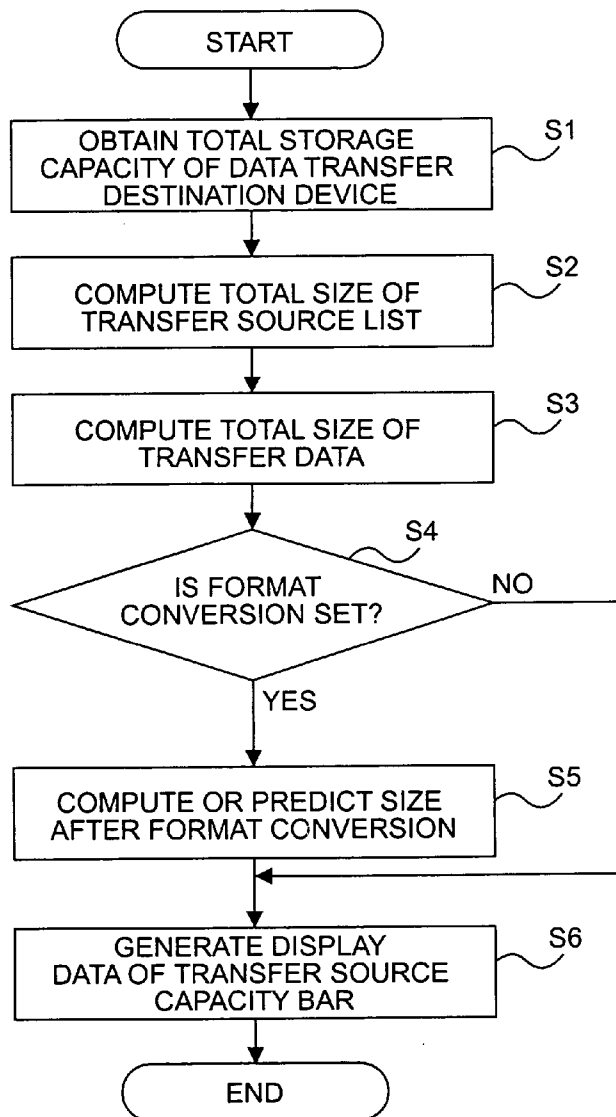 START
S1
OBTAIN TOTAL STORAGE
CAPACITY OF DATA TRANSFER
DESTINATION DEVICE
S2
COMPUTE TOTAL SIZE OF
TRANSFER SOURCE LIST
S3
COMPUTE TOTAL SIZE OF
TRANSFER DATA
S4
IS FORMAT
CONVERSION SET?
NO
YES
S5
COMPUTE OR PREDICT SIZE
AFTER FORMAT CONVERSION
S6
GENERATE DISPLAY
DATA OF TRANSFER SOURCE
CAPACITY BAR
END